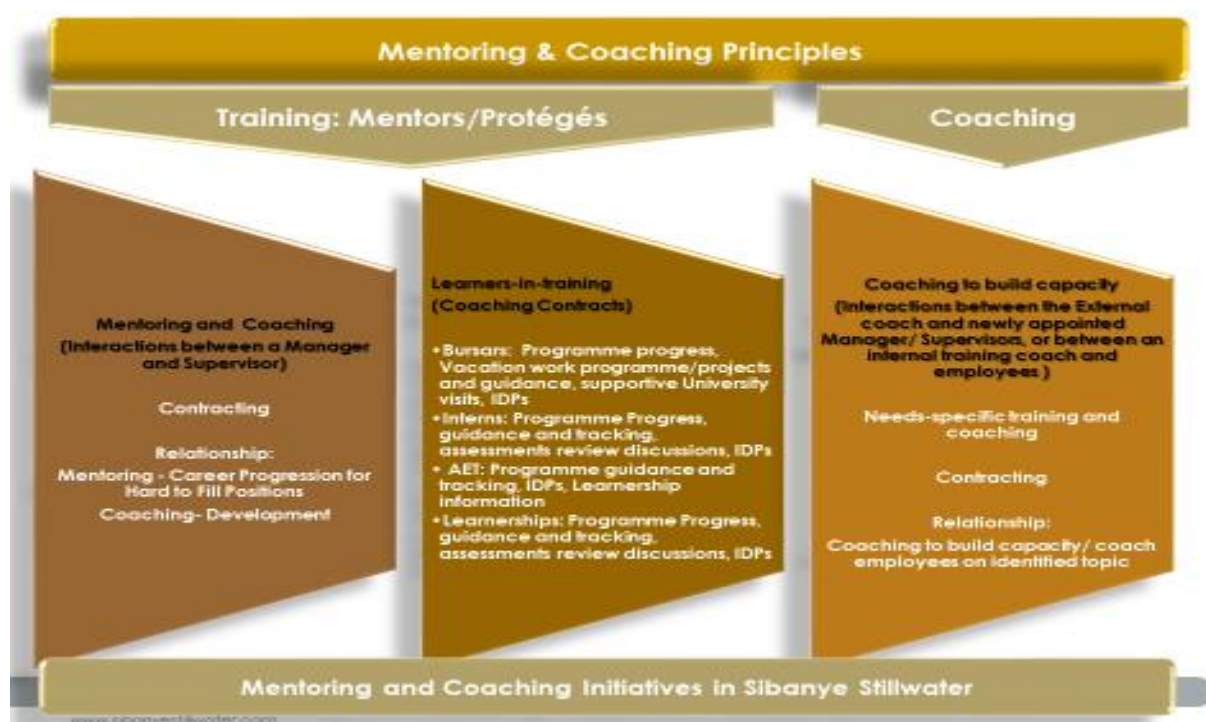 Mentoring & Coaching Principles
Training: Mentors/Protégés
Coaching
Mentoring and Coaching
(Interactions between a Manager
and Supervisor)
Contracting
Relationship:
Mentoring - Career Progression for
Hard to Fill Positions
Coaching- Development
Learners-in-training
(Coaching Contracts)
•Bursars: Programme progress,
Vacation work programme/projects
and guidance, supportive University
visits, IDPs
•Interns: Programme Progress,
guidance and tracking,
assessments review discussions, IDPs
• AET: Programme guidance and
tracking, IDPs, Learnership
information
•Learnerships: Programme Progress,
guidance and tracking,
assessments review discussions, IDPs
Coaching to build capacity
(Interactions between the External
coach and newly appointed
Manager/ Supervisors, or between an
internal training coach and
employees )
Needs-specific training and
coaching
Contracting
Relationship:
Coaching to build capacity/ coach
employees on identified topic
Mentoring and Coaching Initiatives in Sibanye Stillwater
www.sibanyestillwater.com